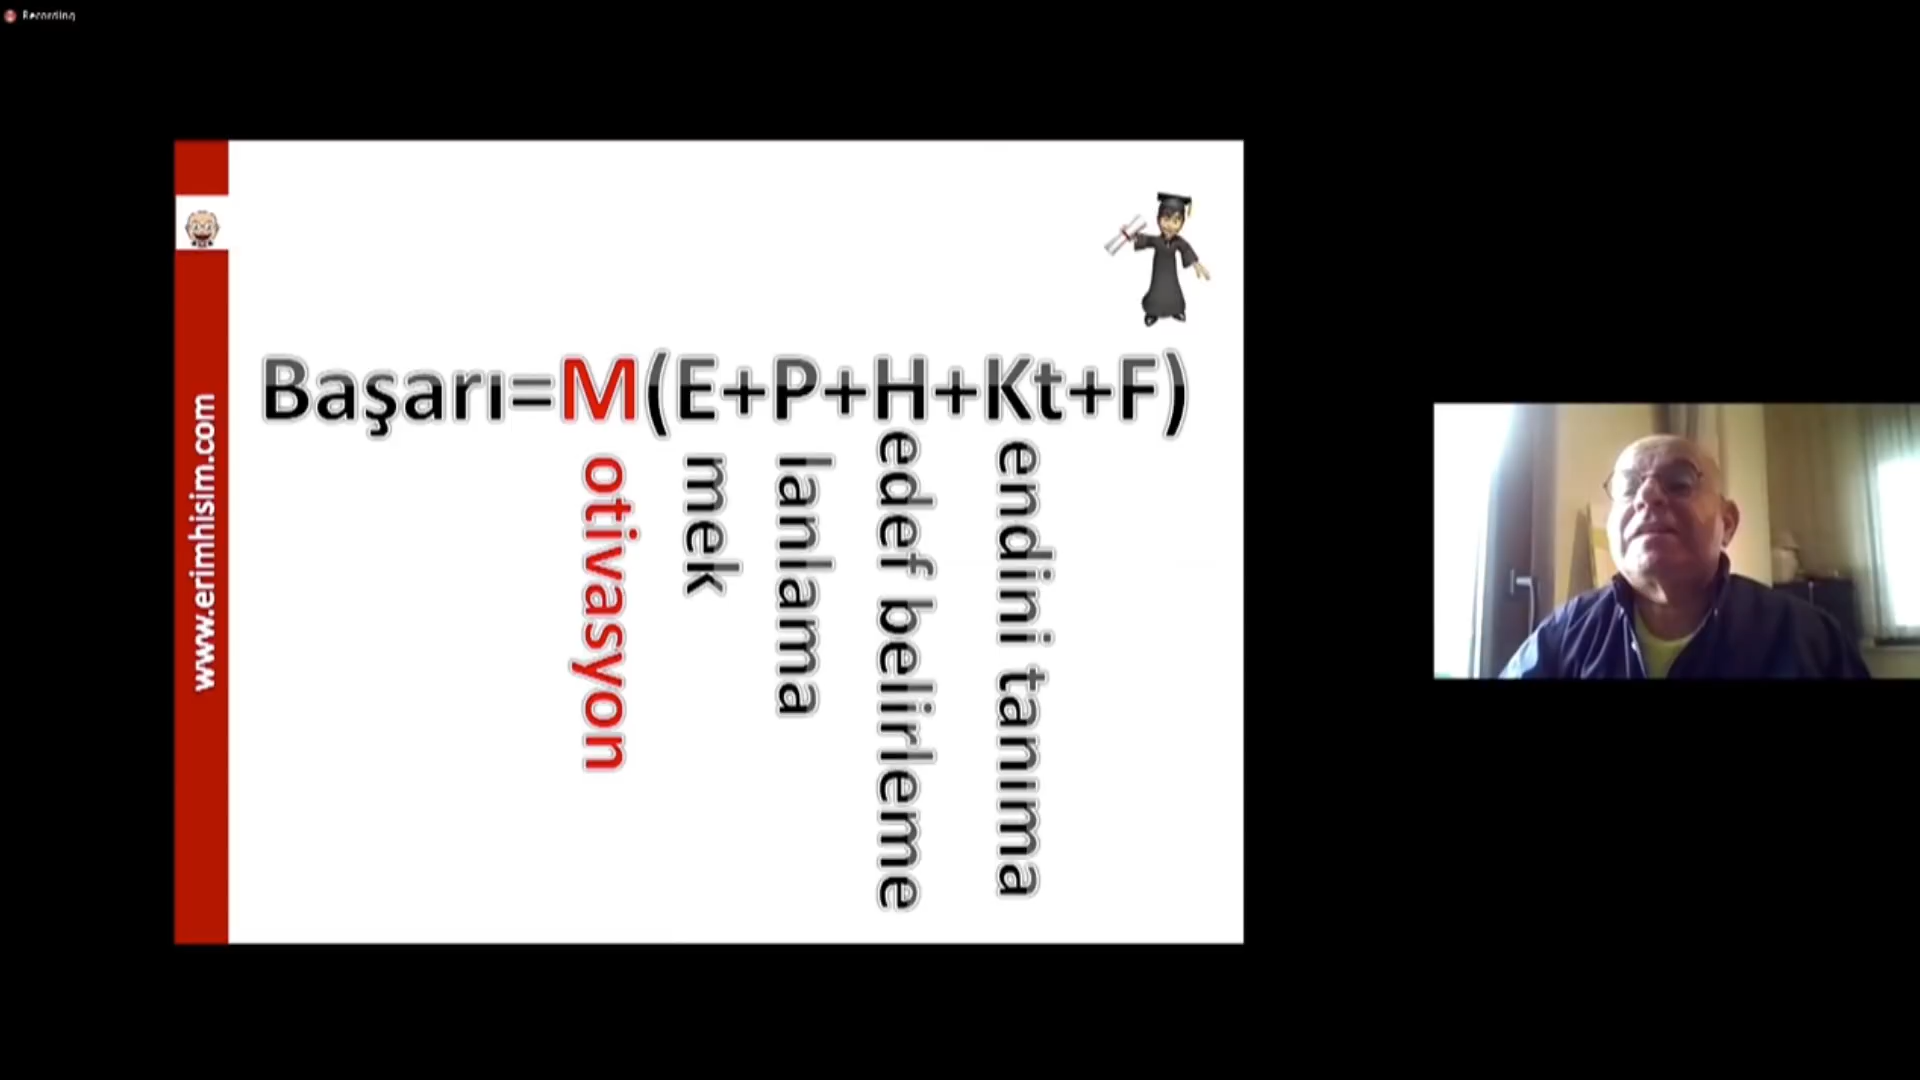 Recording
www.erimhisim.com
Başarı=M(E+P+H+Kt+F)
otivasyon
mek
lanlama
edef belirleme
endini tanıma